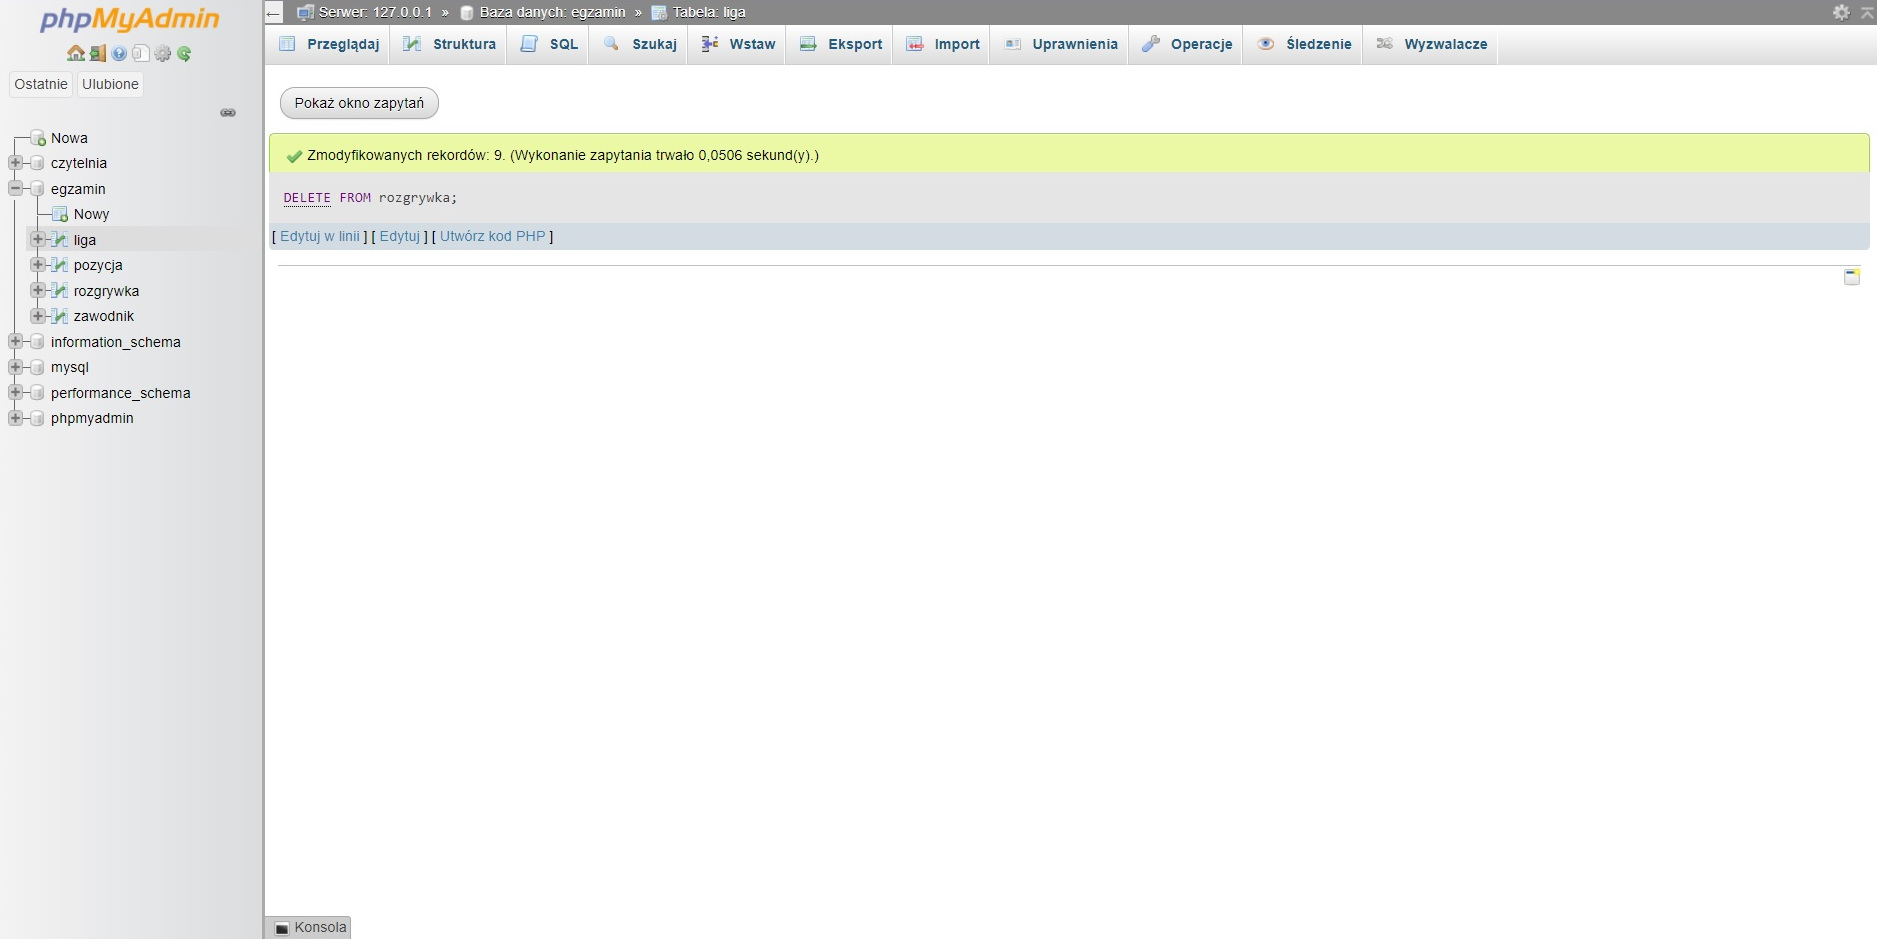 phpMyAdmin
Ostatnie Ulubione
Nowa
czytelnia
egzamin
Nowy
liga
pozycja
rozgrywka
zawodnik
information_schema
mysql
performance_schema
phpmyadmin
Serwer: 127.0.0.1 » Baza danych: egzamin » Tabela: liga
Przeglądaj Struktura SQL Szukaj Wstaw Eksport Import Uprawnienia Operacje Śledzenie Wyzwalacze
Pokaż okno zapytań
Zmodyfikowanych rekordów: 9. (Wykonanie zapytania trwało 0,0506 sekund(y).)
DELETE FROM rozgrywka;
[ Edytuj w linii ] [ Edytuj ] [ Utwórz kod PHP ]
Konsola